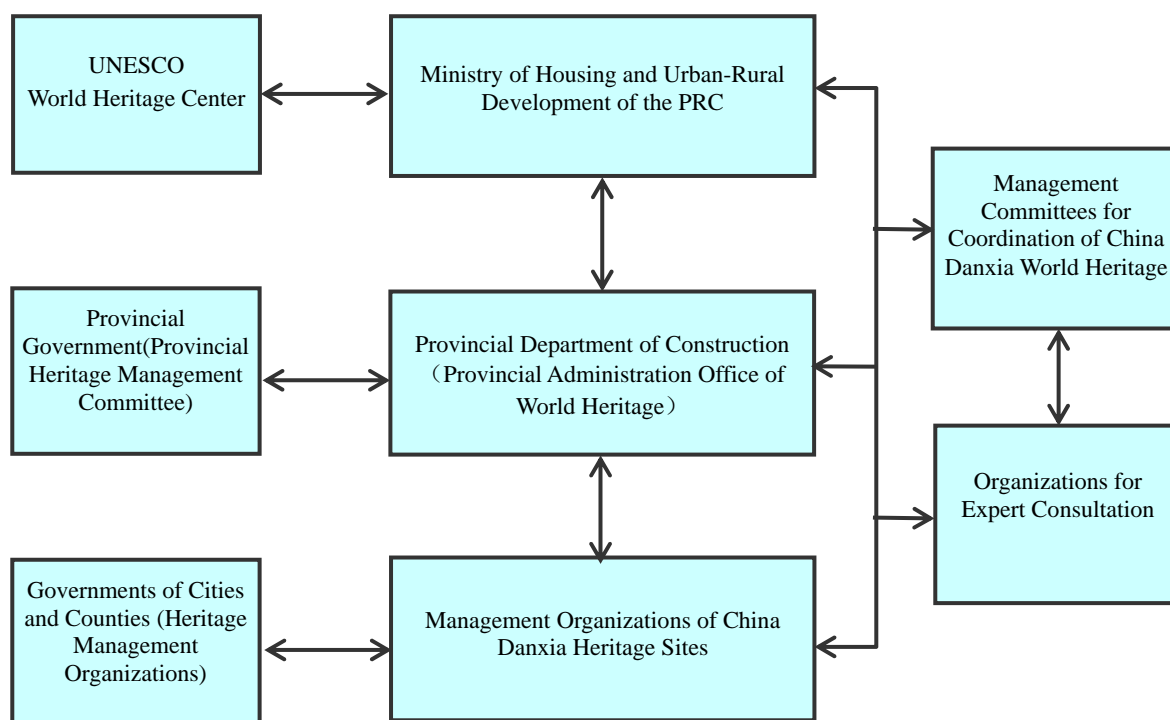 UNESCO
World Heritage Center
Ministry of Housing and Urban-Rural
Development of the PRC
Management
Committees for
Coordination of China
Danxia World Heritage
Provincial
Government(Provincial
Heritage Management
Committee)
Provincial Department of Construction
（Provincial Administration Office of
World Heritage）
Organizations for
Expert Consultation
Governments of Cities
and Counties (Heritage
Management
Organizations)
Management Organizations of China
Danxia Heritage Sites